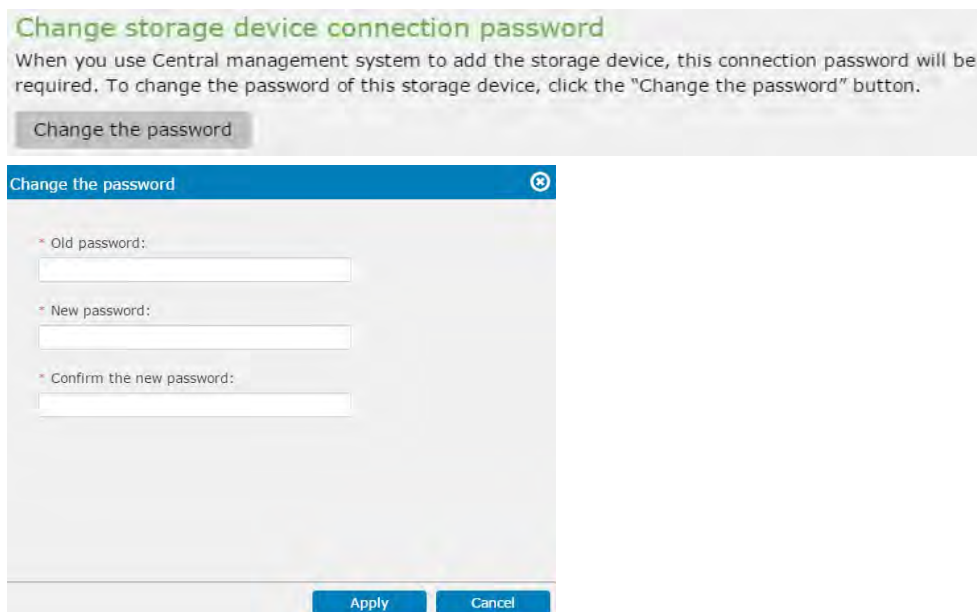 Change storage device connection password
When you use Central management system to add the storage device, this connection password will be
required. To change the password of this storage device, click the “Change the password” button.
Change the password
Change the password
* Old password:
* New password:
* Confirm the new password:
Apply Cancel